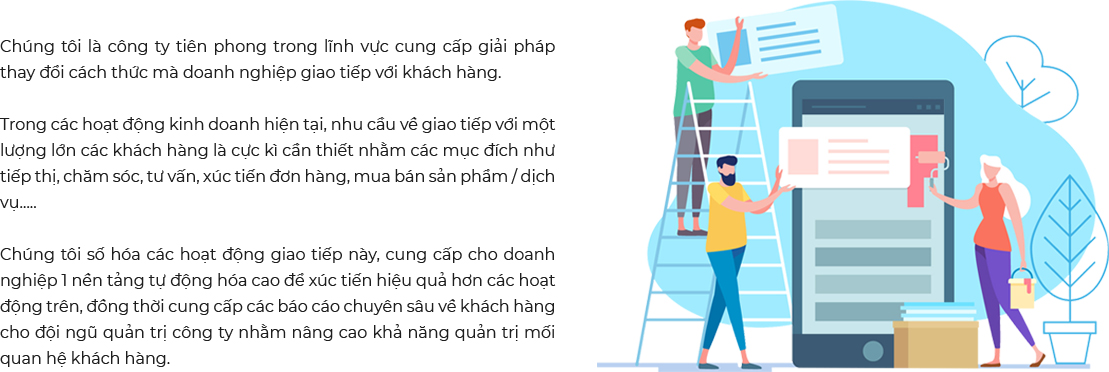 Chúng tôi là công ty tiên phong trong lĩnh vực cung cấp giải pháp
thay đổi cách thức mà doanh nghiệp giao tiếp với khách hàng.
Trong các hoạt động kinh doanh hiện tại, nhu cầu về giao tiếp với một
lượng lớn các khách hàng là cực kì cần thiết nhằm các mục đích như
tiếp thị, chăm sóc, tư vấn, xúc tiến đơn hàng, mua bán sản phẩm / dịch
vụ.....
Chúng tôi số hóa các hoạt động giao tiếp này, cung cấp cho doanh
nghiệp 1 nền tảng tự động hóa cao để xúc tiến hiệu quả hơn các hoạt
động trên, đồng thời cung cấp các báo cáo chuyên sâu về khách hàng
cho đội ngũ quản trị công ty nhằm nâng cao khả năng quản trị mối
quan hệ khách hàng.